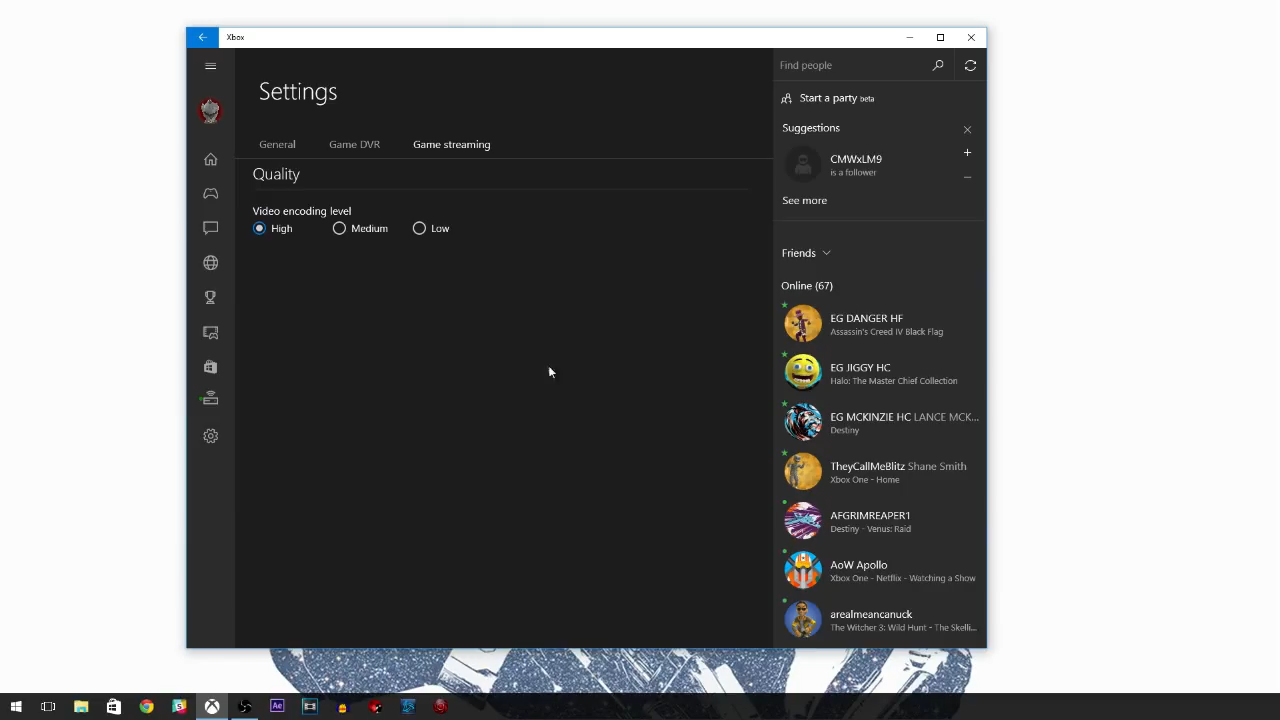 Xbox
Settings
General
Game DVR
Game streaming
Quality
Video encoding level
High
Medium
Low
Find people
Start a party beta
Suggestions
CMWxLM9
is a follower
See more
Friends
Online (67)
EG DANGER HF
Assassin's Creed IV Black Flag
EG JIGGY HC
Halo: The Master Chief Collection
EG MCKINZIE HC LANCE MCK...
Destiny
TheyCallMeBlitz Shane Smith
Xbox One - Home
AFGRIMREAPER1
Destiny - Venus: Raid
AoW Apollo
Xbox One - Netflix - Watching a Show
arealmeancanuck
The Witcher 3: Wild Hunt - The Skelli...
Ae